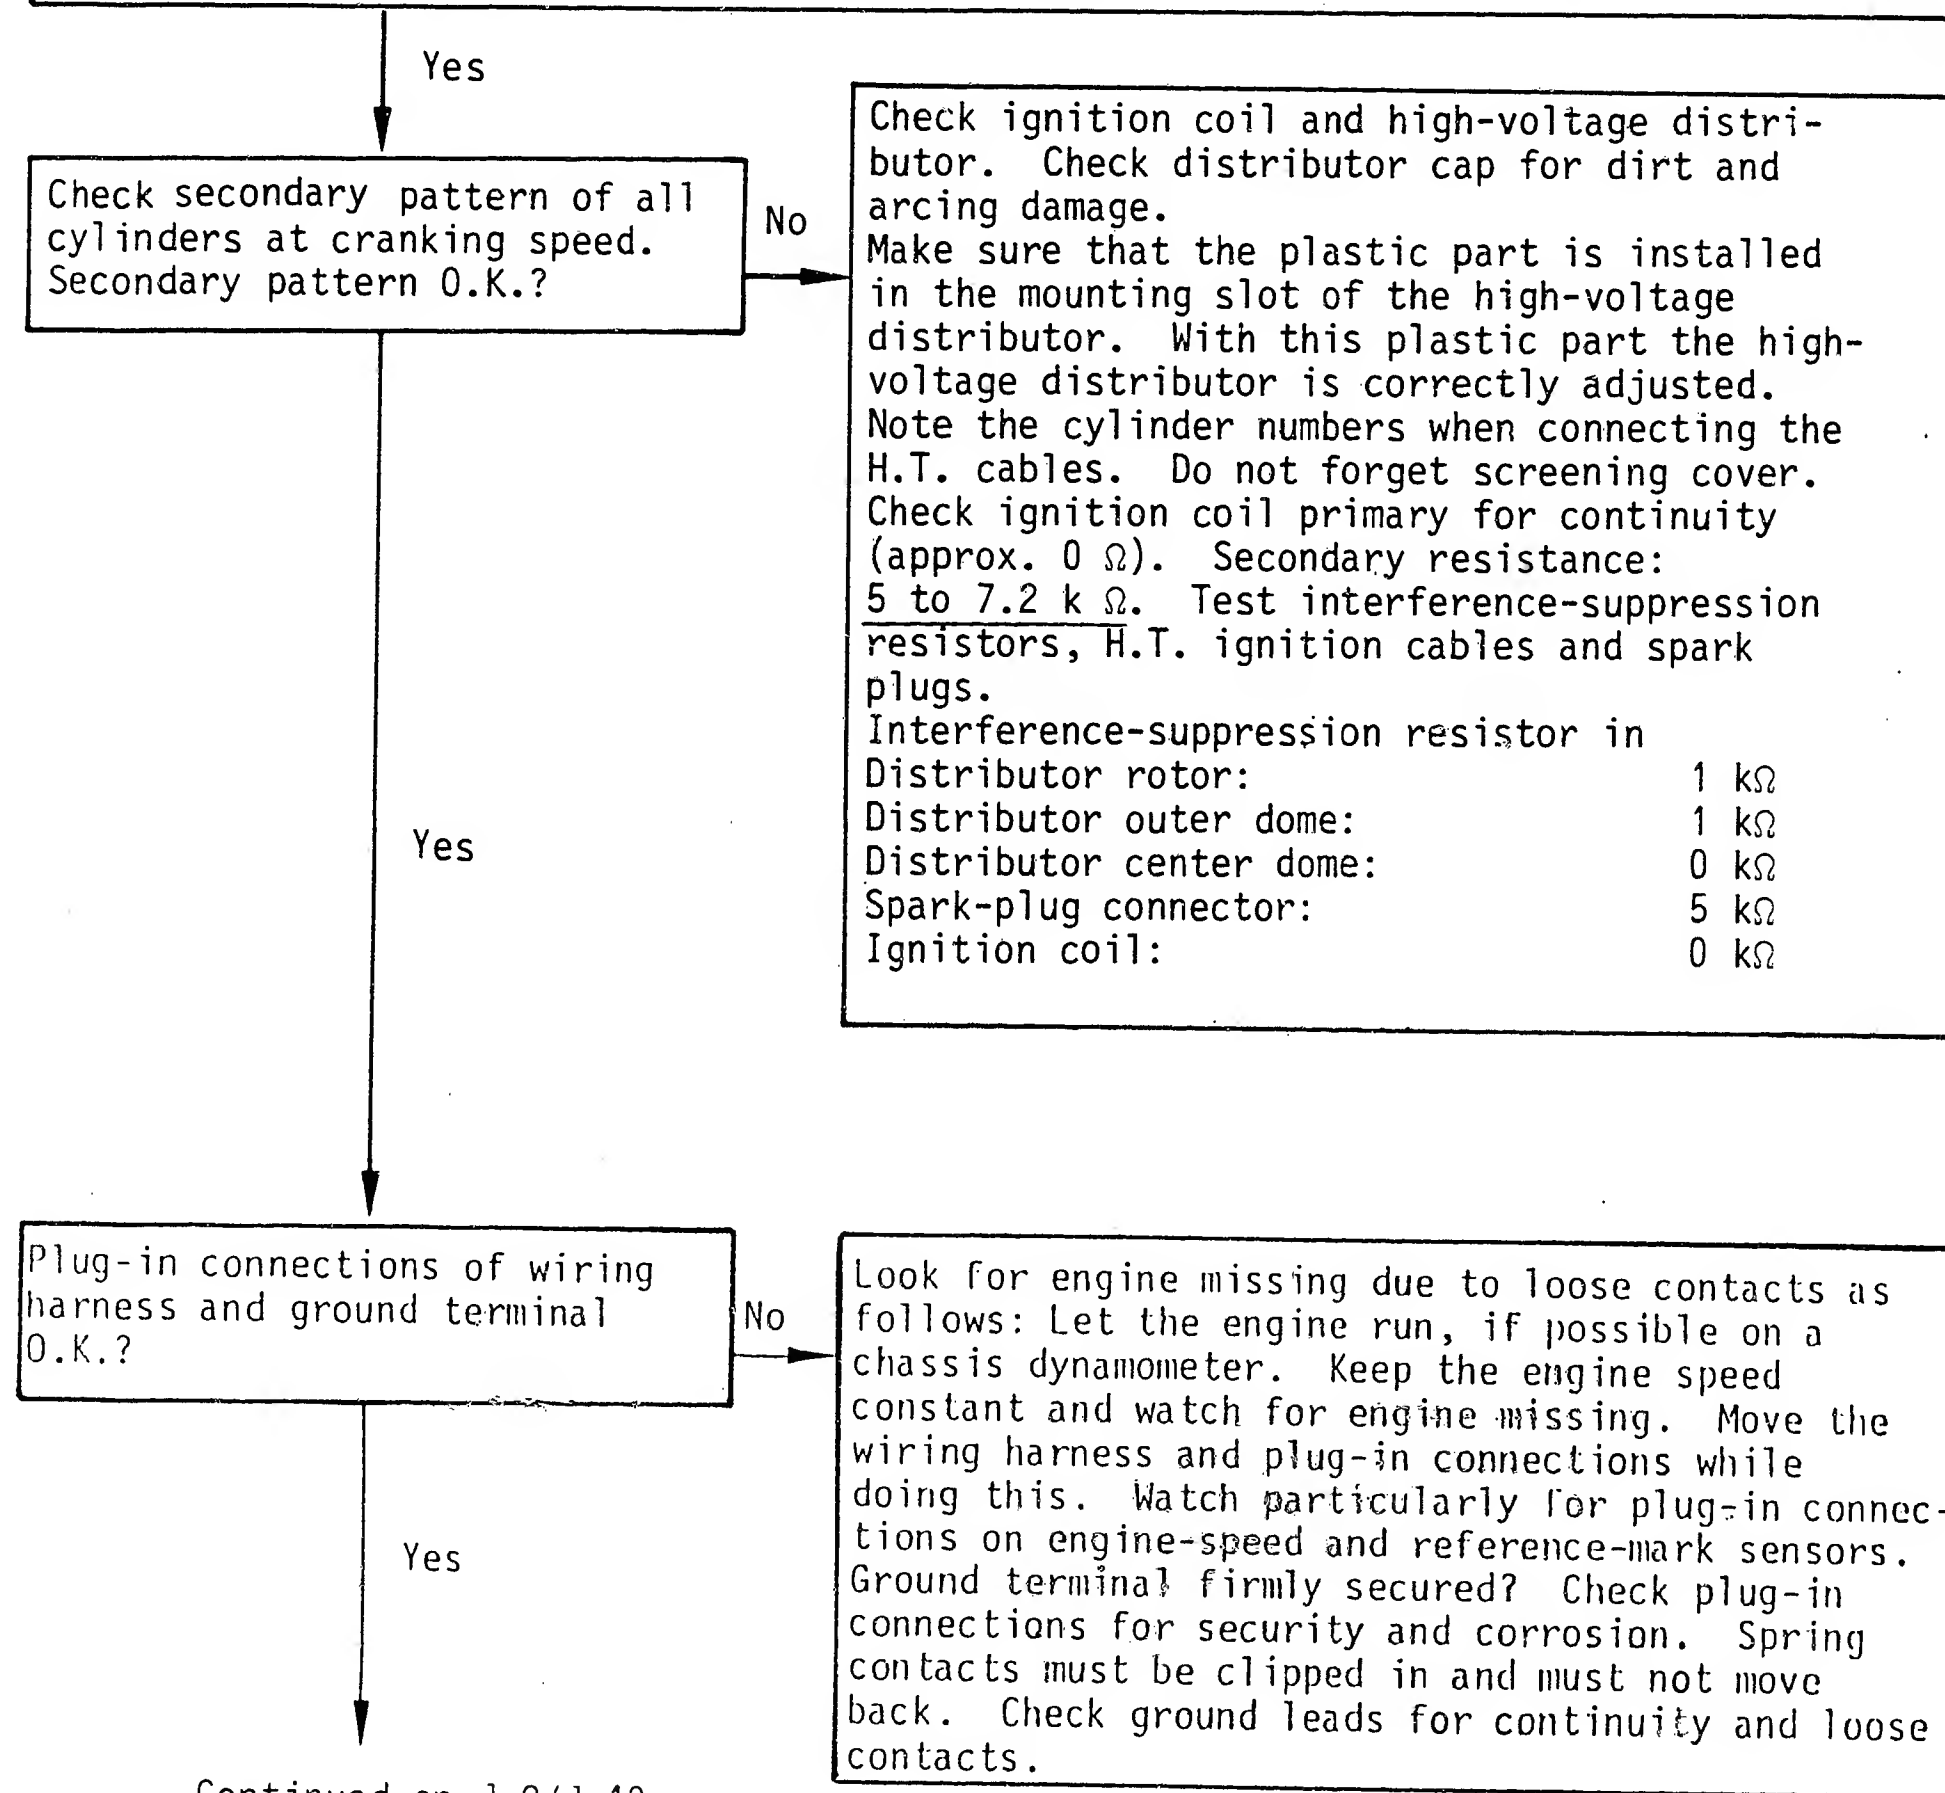 Yes
Check secondary pattern of all
cylinders at cranking speed.
Secondary pattern O.K.?
No
Check ignition coil and high-voltage distri-
butor. Check distributor cap for dirt and
arcing damage.
Make sure that the plastic part is installed
in the mounting slot of the high-voltage
distributor. With this plastic part the high-
voltage distributor is correctly adjusted.
Note the cylinder numbers when connecting the
H.T. cables. Do not forget screening cover.
Check ignition coil primary for continuity
(approx. 0 Ω). Secondary resistance:
5 to 7.2 k Ω. Test interference-suppression
resistors, H.T. ignition cables and spark
plugs.
Interference-suppression resistor in
Distributor rotor: 1 kΩ
Distributor outer dome: 1 kΩ
Distributor center dome: 0 kΩ
Spark-plug connector: 5 kΩ
Ignition coil: 0 kΩ
Yes
Plug-in connections of wiring
harness and ground terminal
O.K.?
No
Look for engine missing due to loose contacts as
follows: Let the engine run, if possible on a
chassis dynamometer. Keep the engine speed
constant and watch for engine missing. Move the
wiring harness and plug-in connections while
doing this. Watch particularly for plug-in connec-
tions on engine-speed and reference-mark sensors.
Ground terminal firmly secured? Check plug-in
connections for security and corrosion. Spring
contacts must be clipped in and must not move
back. Check ground leads for continuity and loose
contacts.
Yes
Continued on